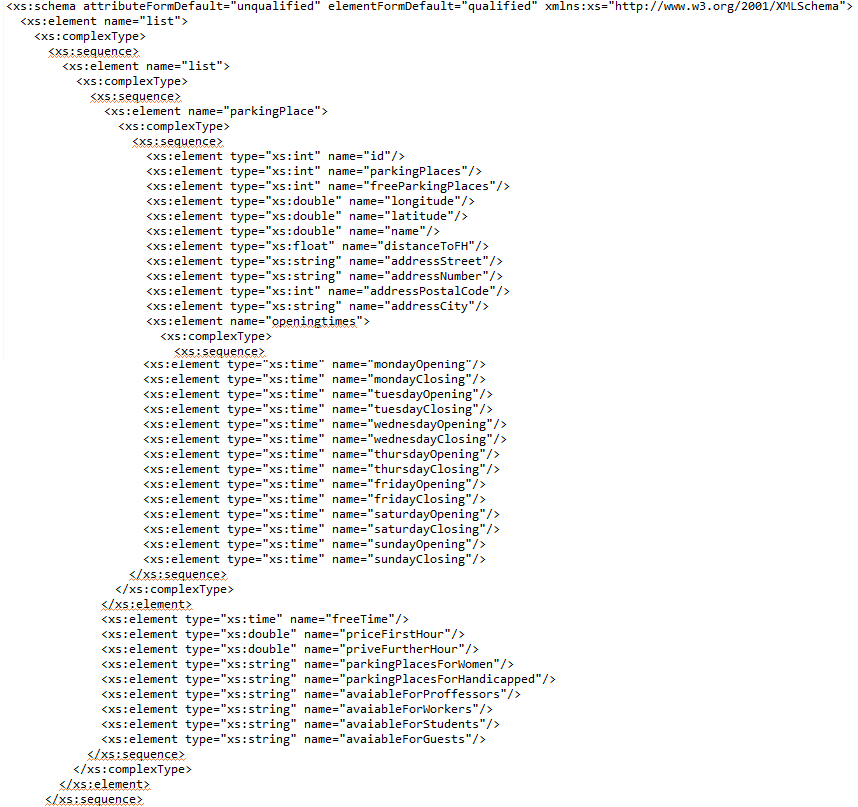 <xs:schema attributeFormDefault="unqualified" elementFormDefault="qualified" xmlns:xs="http://www.w3.org/2001/XMLSchema">
<xs:element name="list">
<xs:complexType>
<xs:sequence>
<xs:element name="list">
<xs:complexType>
<xs:sequence>
<xs:element name="parkingPlace">
<xs:complexType>
<xs:sequence>
<xs:element type="xs:int" name="id"/>
<xs:element type="xs:int" name="parkingPlaces"/>
<xs:element type="xs:int" name="freeParkingPlaces"/>
<xs:element type="xs:double" name="longitude"/>
<xs:element type="xs:double" name="latitude"/>
<xs:element type="xs:double" name="name"/>
<xs:element type="xs:float" name="distanceToFH"/>
<xs:element type="xs:string" name="addressStreet"/>
<xs:element type="xs:string" name="addressNumber"/>
<xs:element type="xs:int" name="addressPostalCode"/>
<xs:element type="xs:string" name="addressCity"/>
<xs:element name="openingtimes">
<xs:complexType>
<xs:sequence>
<xs:element type="xs:time" name="mondayOpening"/>
<xs:element type="xs:time" name="mondayClosing"/>
<xs:element type="xs:time" name="tuesdayOpening"/>
<xs:element type="xs:time" name="tuesdayClosing"/>
<xs:element type="xs:time" name="wednesdayOpening"/>
<xs:element type="xs:time" name="wednesdayClosing"/>
<xs:element type="xs:time" name="thursdayOpening"/>
<xs:element type="xs:time" name="thursdayClosing"/>
<xs:element type="xs:time" name="fridayOpening"/>
<xs:element type="xs:time" name="fridayClosing"/>
<xs:element type="xs:time" name="saturdayOpening"/>
<xs:element type="xs:time" name="saturdayClosing"/>
<xs:element type="xs:time" name="sundayOpening"/>
<xs:element type="xs:time" name="sundayClosing"/>
</xs:sequence>
</xs:complexType>
</xs:element>
<xs:element type="xs:time" name="freeTime"/>
<xs:element type="xs:double" name="priceFirstHour"/>
<xs:element type="xs:double" name="priveFurtherHour"/>
<xs:element type="xs:string" name="parkingPlacesForWomen"/>
<xs:element type="xs:string" name="parkingPlacesForHandicapped"/>
<xs:element type="xs:string" name="avaiableForProffessors"/>
<xs:element type="xs:string" name="avaiableForWorkers"/>
<xs:element type="xs:string" name="avaiableForStudents"/>
<xs:element type="xs:string" name="avaiableForGuests"/>
</xs:sequence>
</xs:complexType>
</xs:element>
</xs:sequence>